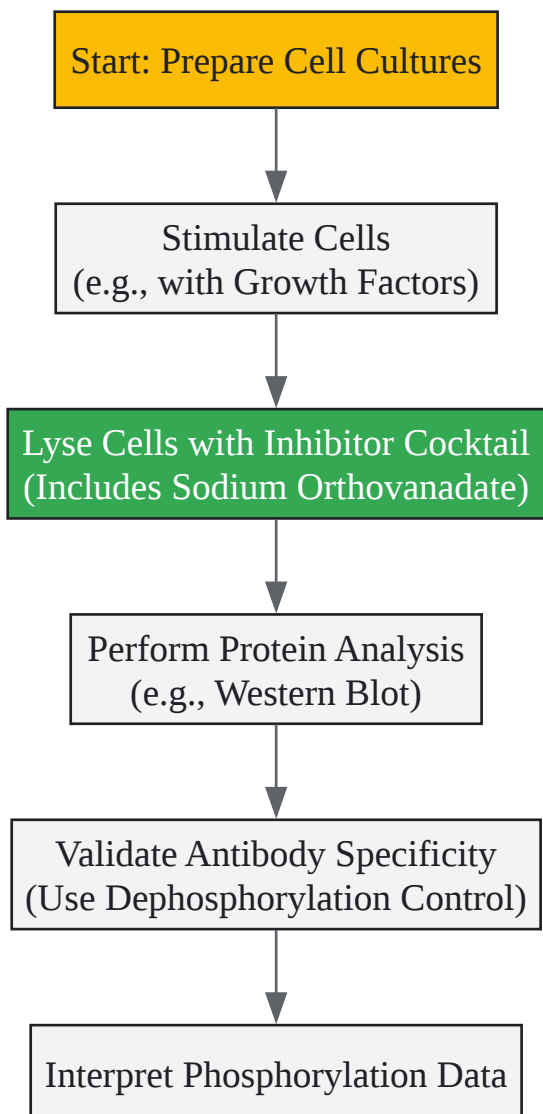 Start: Prepare Cell Cultures
Stimulate Cells
(e.g., with Growth Factors)
Lyse Cells with Inhibitor Cocktail
(Includes Sodium Orthovanadate)
Perform Protein Analysis
(e.g., Western Blot)
Validate Antibody Specificity
(Use Dephosphorylation Control)
Interpret Phosphorylation Data